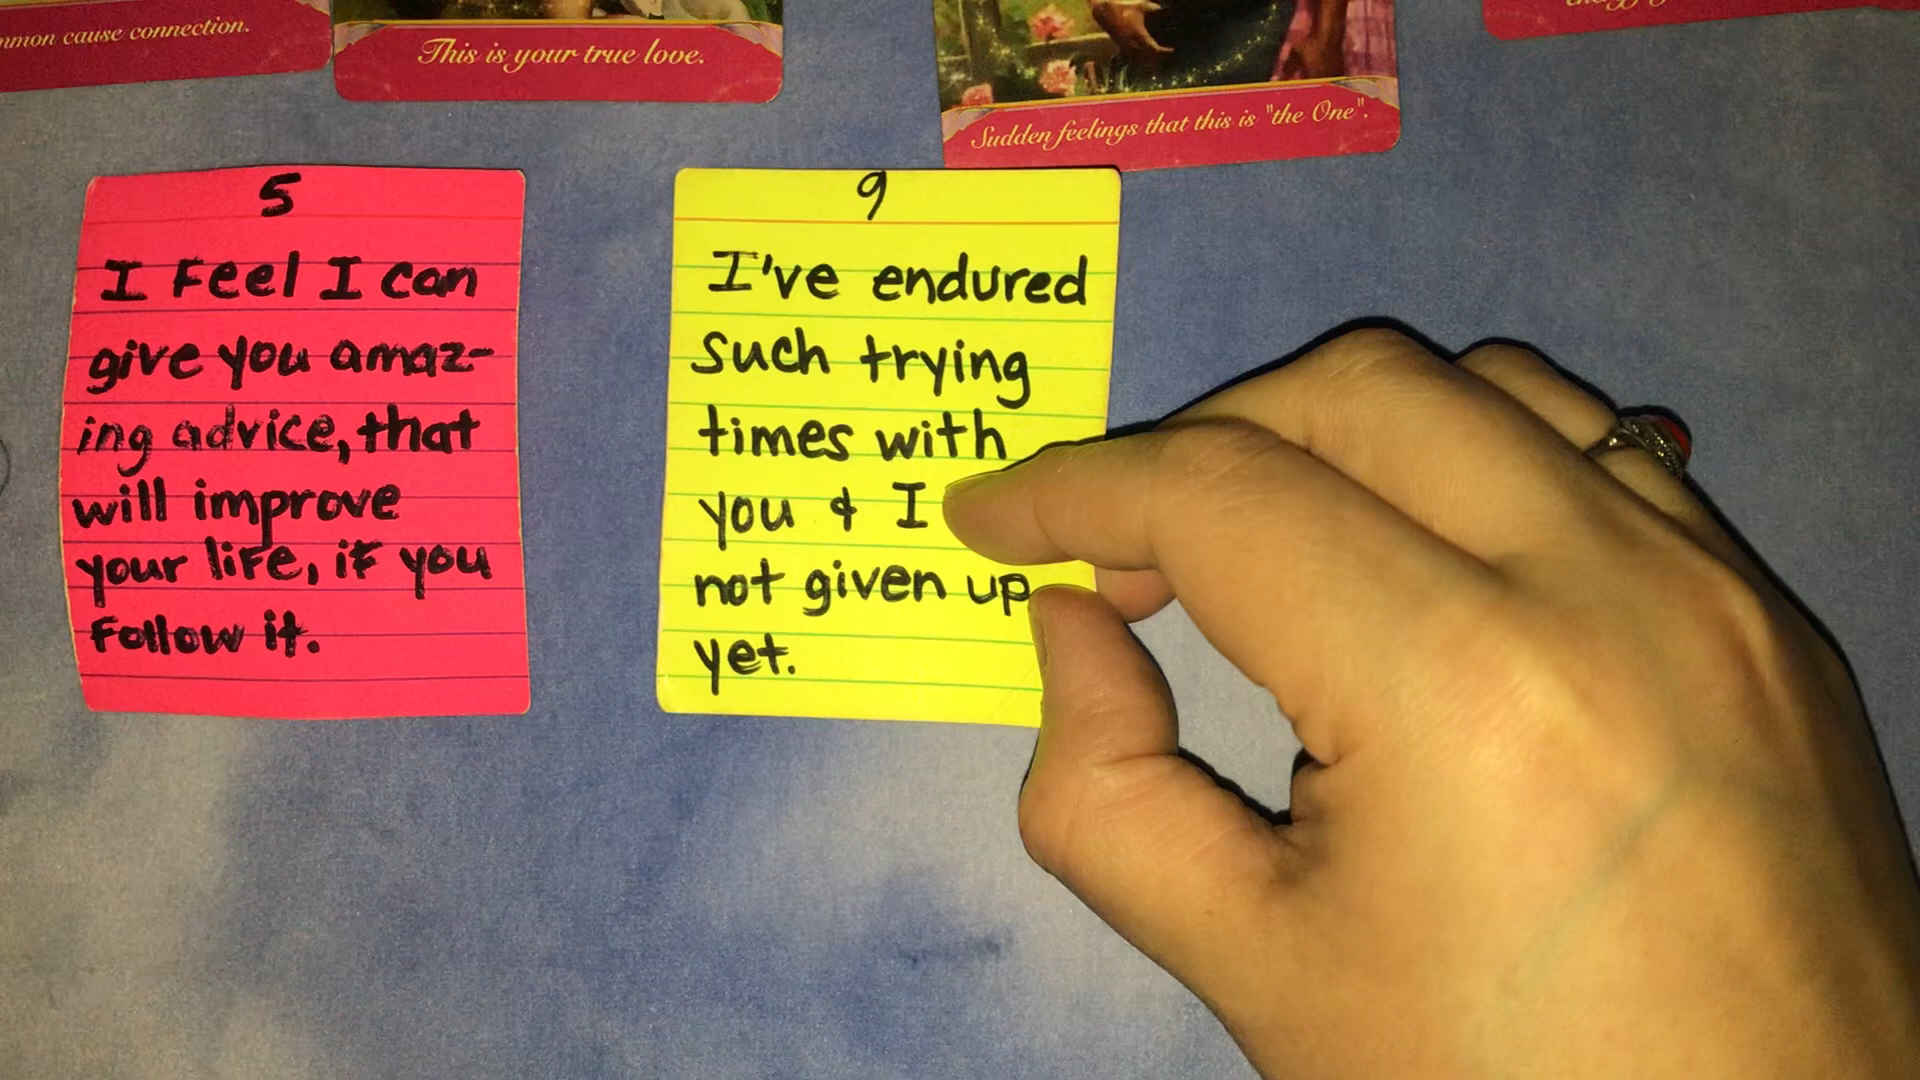 mmon cause connection.
This is your true love.
Sudden feelings that this is "the One".
5
I Feel I can
give you amaz-
ing advice, that
will improve
your life, if you
Follow it.
9
I've endured
such trying
times with
you & I
not given up
yet.